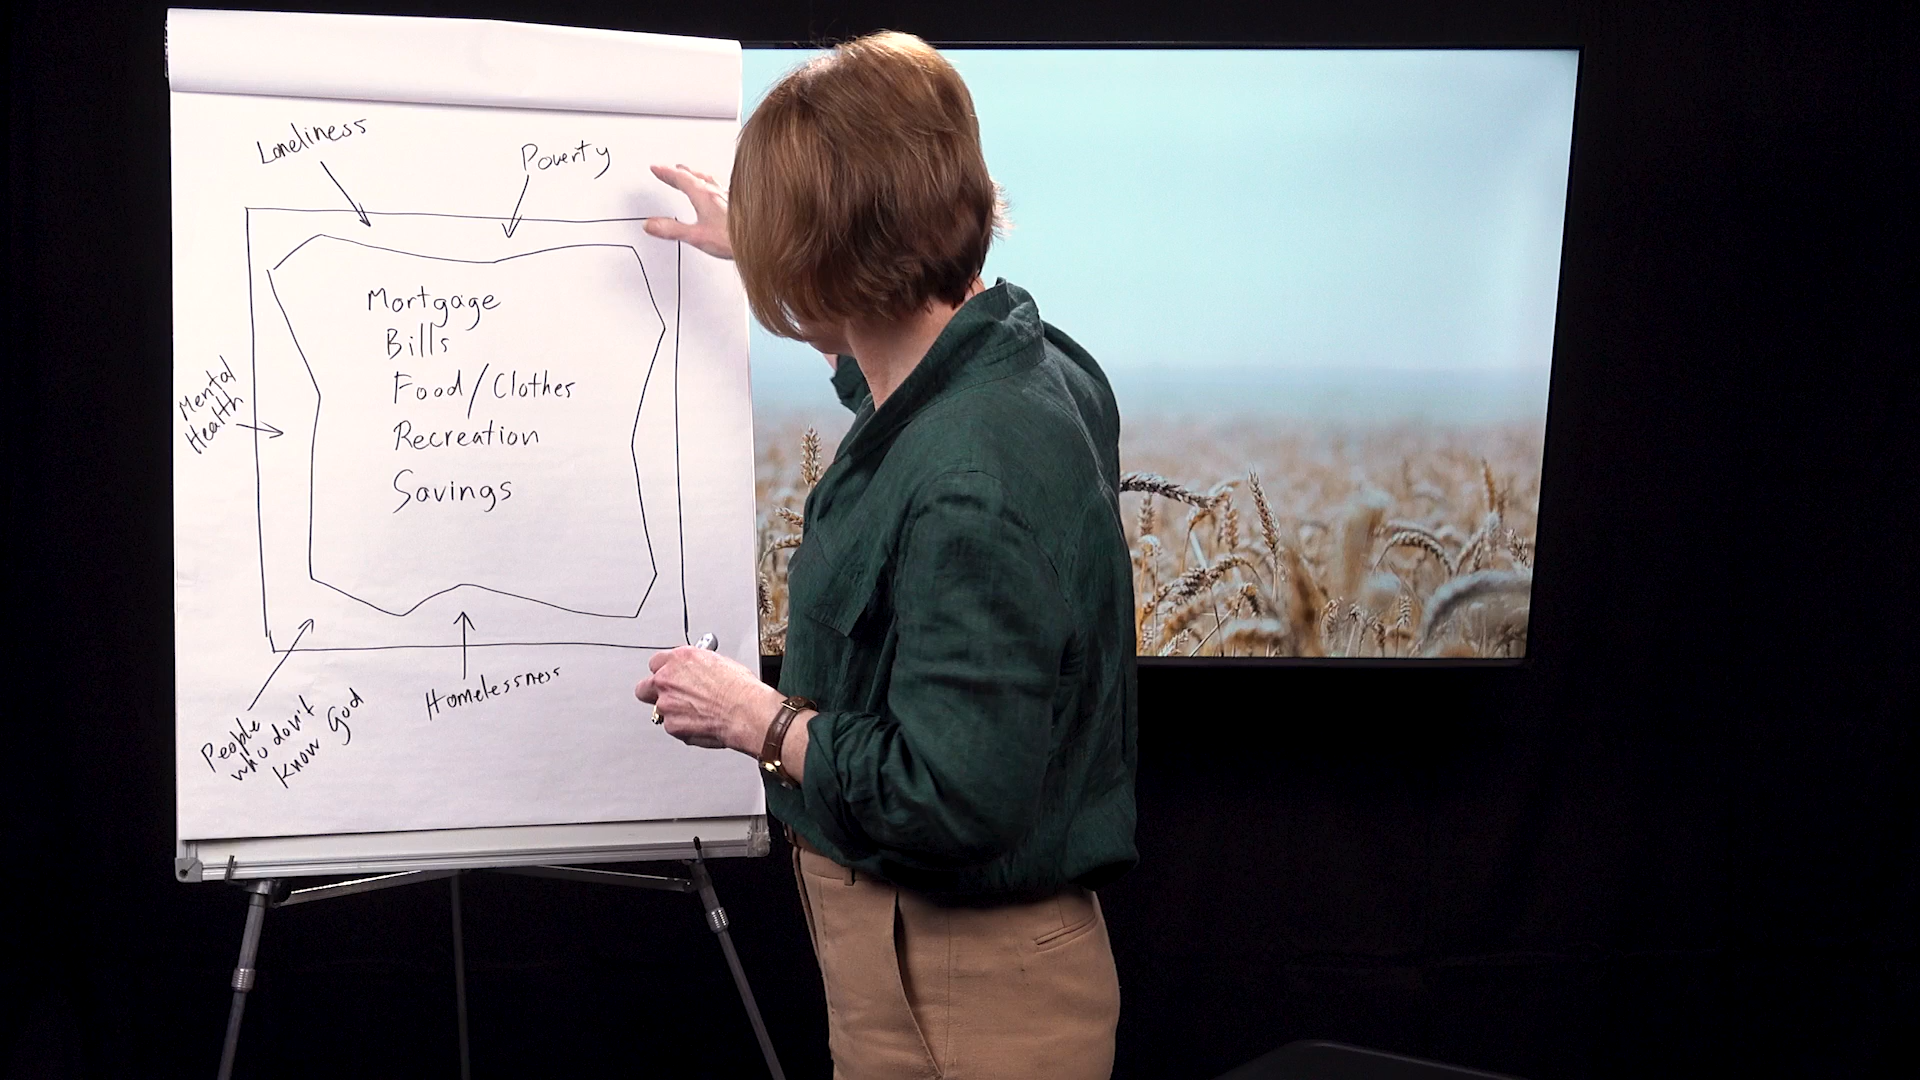 Loneliness
Poverty
Mortgage
Bills
Food/Clothes
Recreation
Savings
Mental
Health
Homelessness
People
who don't
know God